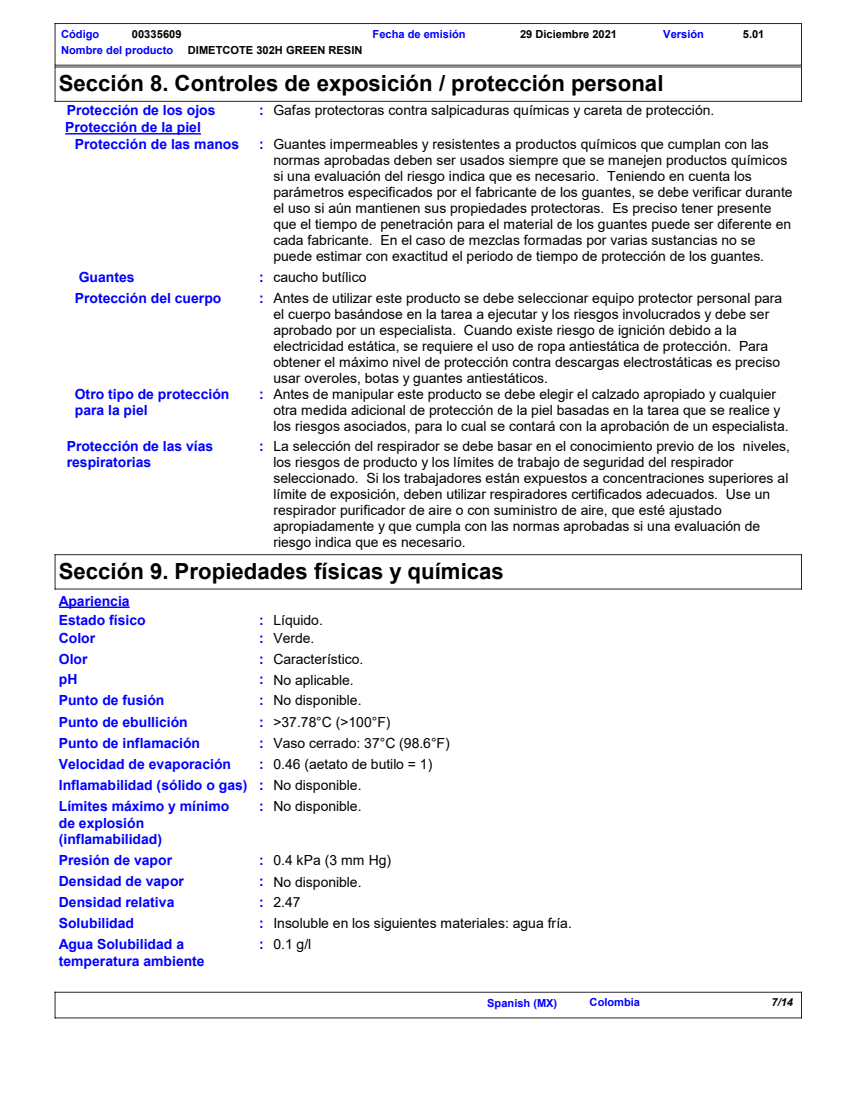 Código 00335609 Fecha de emisión 29 Diciembre 2021 Versión 5.01
Nombre del producto DIMETCOTE 302H GREEN RESIN
Sección 8. Controles de exposición / protección personal
Protección de los ojos : Gafas protectoras contra salpicaduras químicas y careta de protección.
Protección de la piel
Protección de las manos : Guantes impermeables y resistentes a productos químicos que cumplan con las
normas aprobadas deben ser usados siempre que se manejen productos químicos
si una evaluación del riesgo indica que es necesario. Teniendo en cuenta los
parámetros especificados por el fabricante de los guantes, se debe verificar durante
el uso si aún mantienen sus propiedades protectoras. Es preciso tener presente
que el tiempo de penetración para el material de los guantes puede ser diferente en
cada fabricante. En el caso de mezclas formadas por varias sustancias no se
puede estimar con exactitud el periodo de tiempo de protección de los guantes.
Guantes : caucho butílico
Protección del cuerpo : Antes de utilizar este producto se debe seleccionar equipo protector personal para
el cuerpo basándose en la tarea a ejecutar y los riesgos involucrados y debe ser
aprobado por un especialista. Cuando existe riesgo de ignición debido a la
electricidad estática, se requiere el uso de ropa antiestática de protección. Para
obtener el máximo nivel de protección contra descargas electrostáticas es preciso
usar overoles, botas y guantes antiestáticos.
Otro tipo de protección : Antes de manipular este producto se debe elegir el calzado apropiado y cualquier
para la piel otra medida adicional de protección de la piel basadas en la tarea que se realice y
los riesgos asociados, para lo cual se contará con la aprobación de un especialista.
Protección de las vías : La selección del respirador se debe basar en el conocimiento previo de los niveles,
respiratorias los riesgos de producto y los límites de trabajo de seguridad del respirador
seleccionado. Si los trabajadores están expuestos a concentraciones superiores al
límite de exposición, deben utilizar respiradores certificados adecuados. Use un
respirador purificador de aire o con suministro de aire, que esté ajustado
apropiadamente y que cumpla con las normas aprobadas si una evaluación de
riesgo indica que es necesario.
Sección 9. Propiedades físicas y químicas
Apariencia
Estado físico : Líquido.
Color : Verde.
Olor : Característico.
pH : No aplicable.
Punto de fusión : No disponible.
Punto de ebullición : >37.78°C (>100°F)
Punto de inflamación : Vaso cerrado: 37°C (98.6°F)
Velocidad de evaporación : 0.46 (aetato de butilo = 1)
Inflamabilidad (sólido o gas) : No disponible.
Límites máximo y mínimo : No disponible.
de explosión
(inflamabilidad)
Presión de vapor : 0.4 kPa (3 mm Hg)
Densidad de vapor : No disponible.
Densidad relativa : 2.47
Solubilidad : Insoluble en los siguientes materiales: agua fría.
Agua Solubilidad a : 0.1 g/l
temperatura ambiente
Spanish (MX) Colombia 7/14